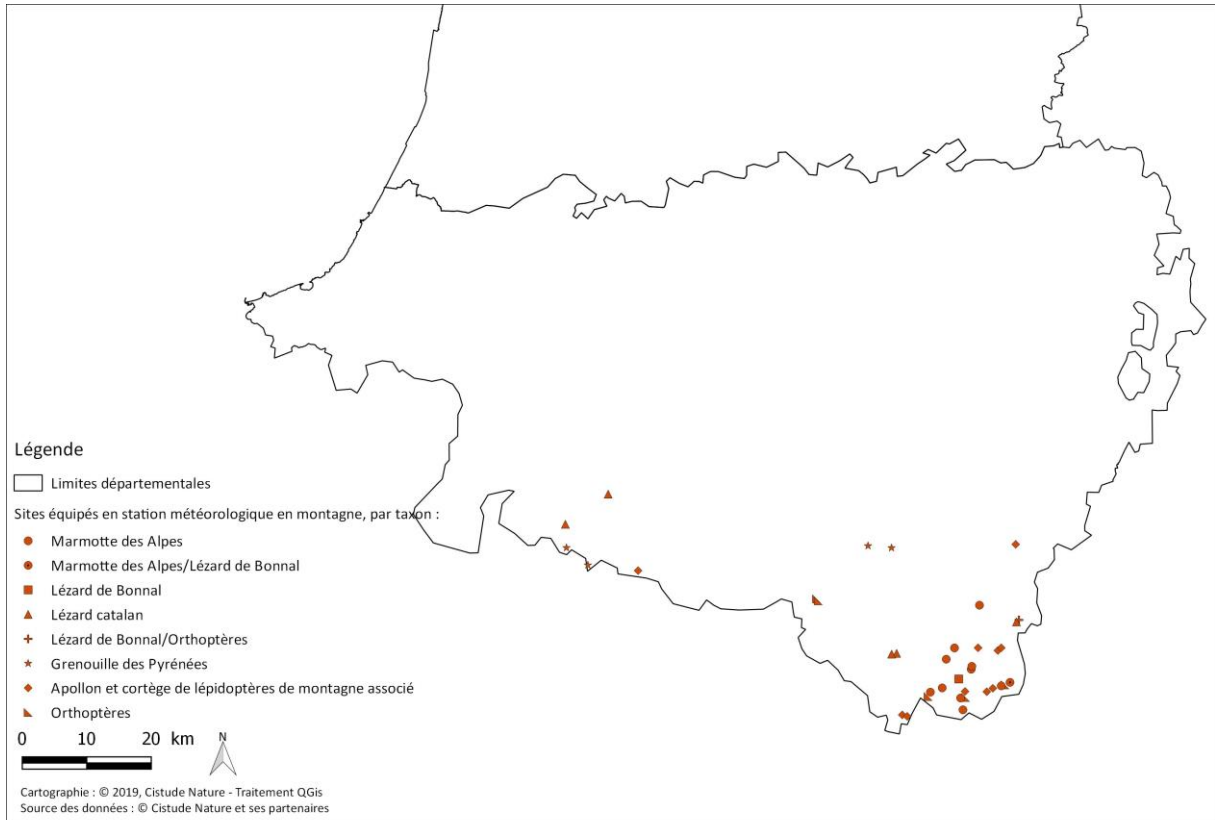 Légende
Limites départementales
Sites équipés en station météorologique en montagne, par taxon :
Marmotte des Alpes
Marmotte des Alpes/Lézard de Bonnal
Lézard de Bonnal
Lézard catalan
Lézard de Bonnal/Orthoptères
Grenouille des Pyrénées
Apollon et cortège de lépidoptères de montagne associé
Orthoptères
0 10 20 km
N
Cartographie : © 2019, Cistude Nature - Traitement QGis
Source des données : © Cistude Nature et ses partenaires